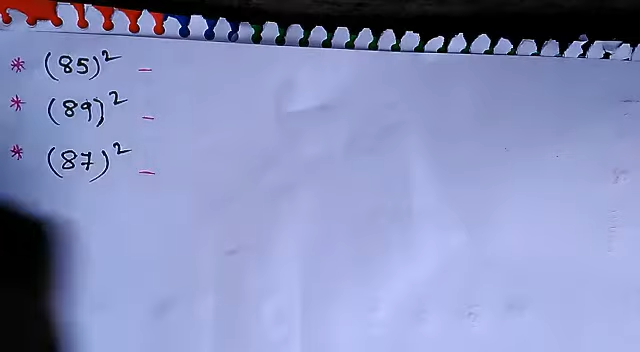 * (85)² –
* (89)² –
* (87)² –